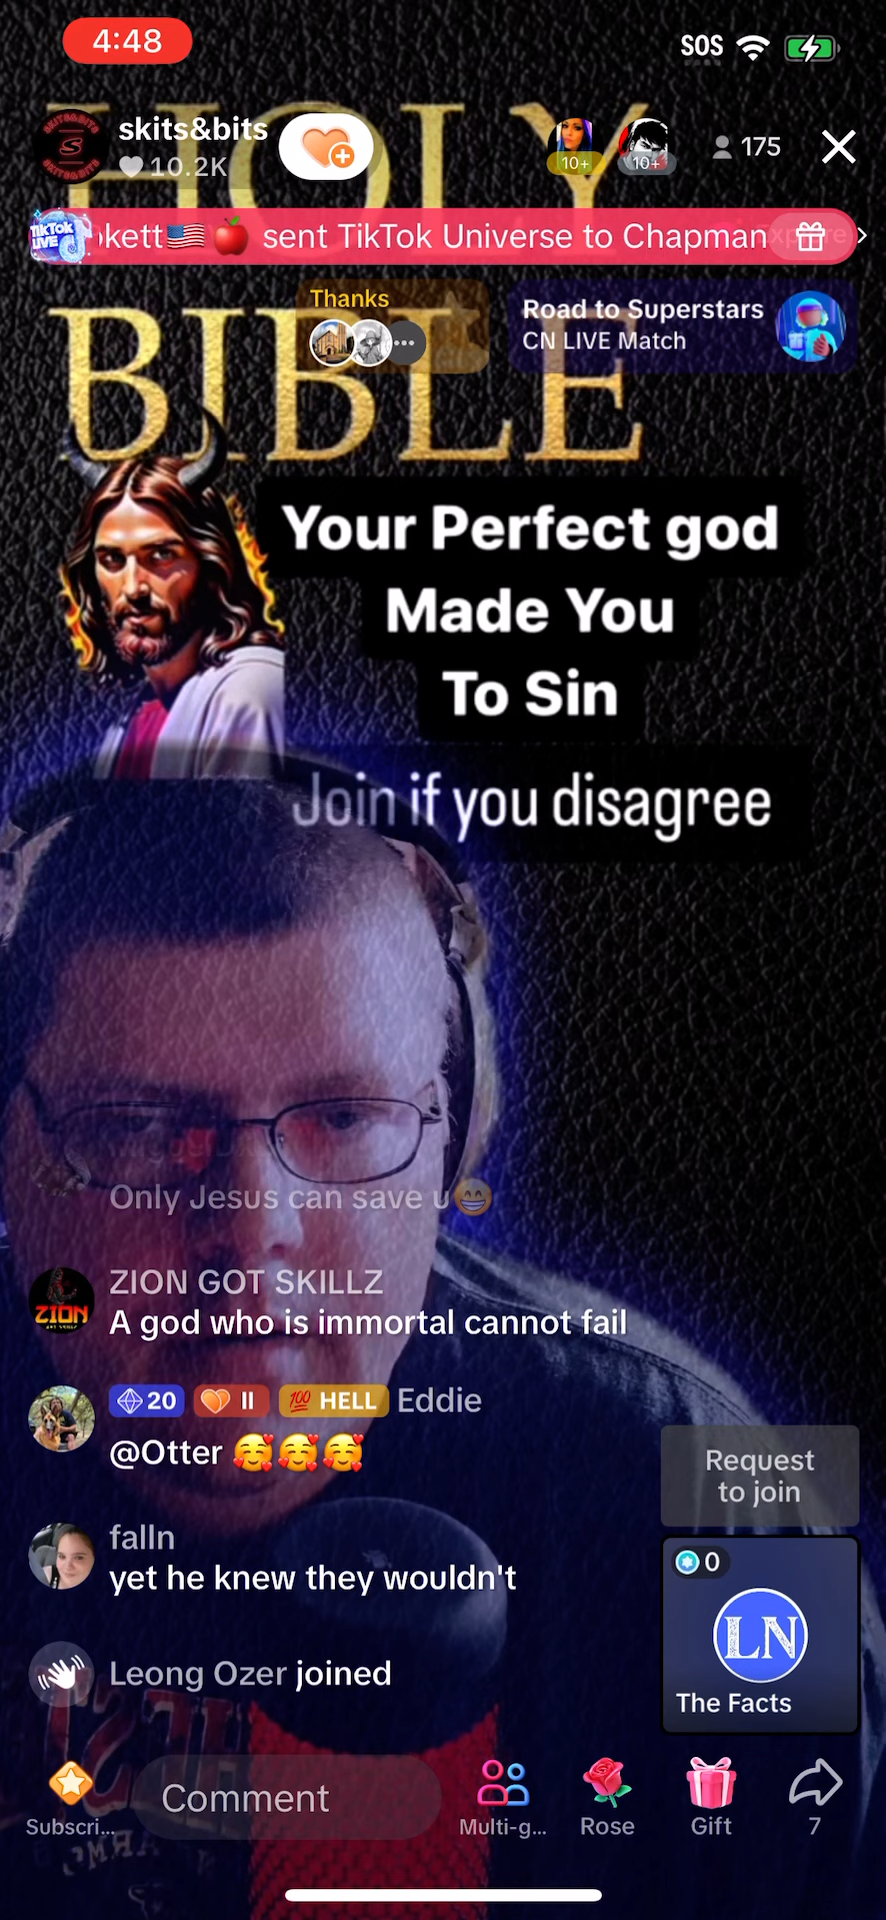 4:48
SOS
HOLY
skits&bits
10.2K
10+
10+
175
TikTok
LIVE
kett🇺🇸🍎 sent TikTok Universe to Chapman
Thanks
Road to Superstars
CN LIVE Match
BIBLE
Your Perfect god
Made You
To Sin
Join if you disagree
Only Jesus can save u😁
ZION GOT SKILLZ
ZION
A god who is immortal cannot fail
20 II 💯 HELL Eddie
@Otter 🥰🥰🥰
Request
to join
falln
yet he knew they wouldn't
0
LN
The Facts
Leong Ozer joined
Comment
Subscri...
Multi-g...
Rose
Gift
7